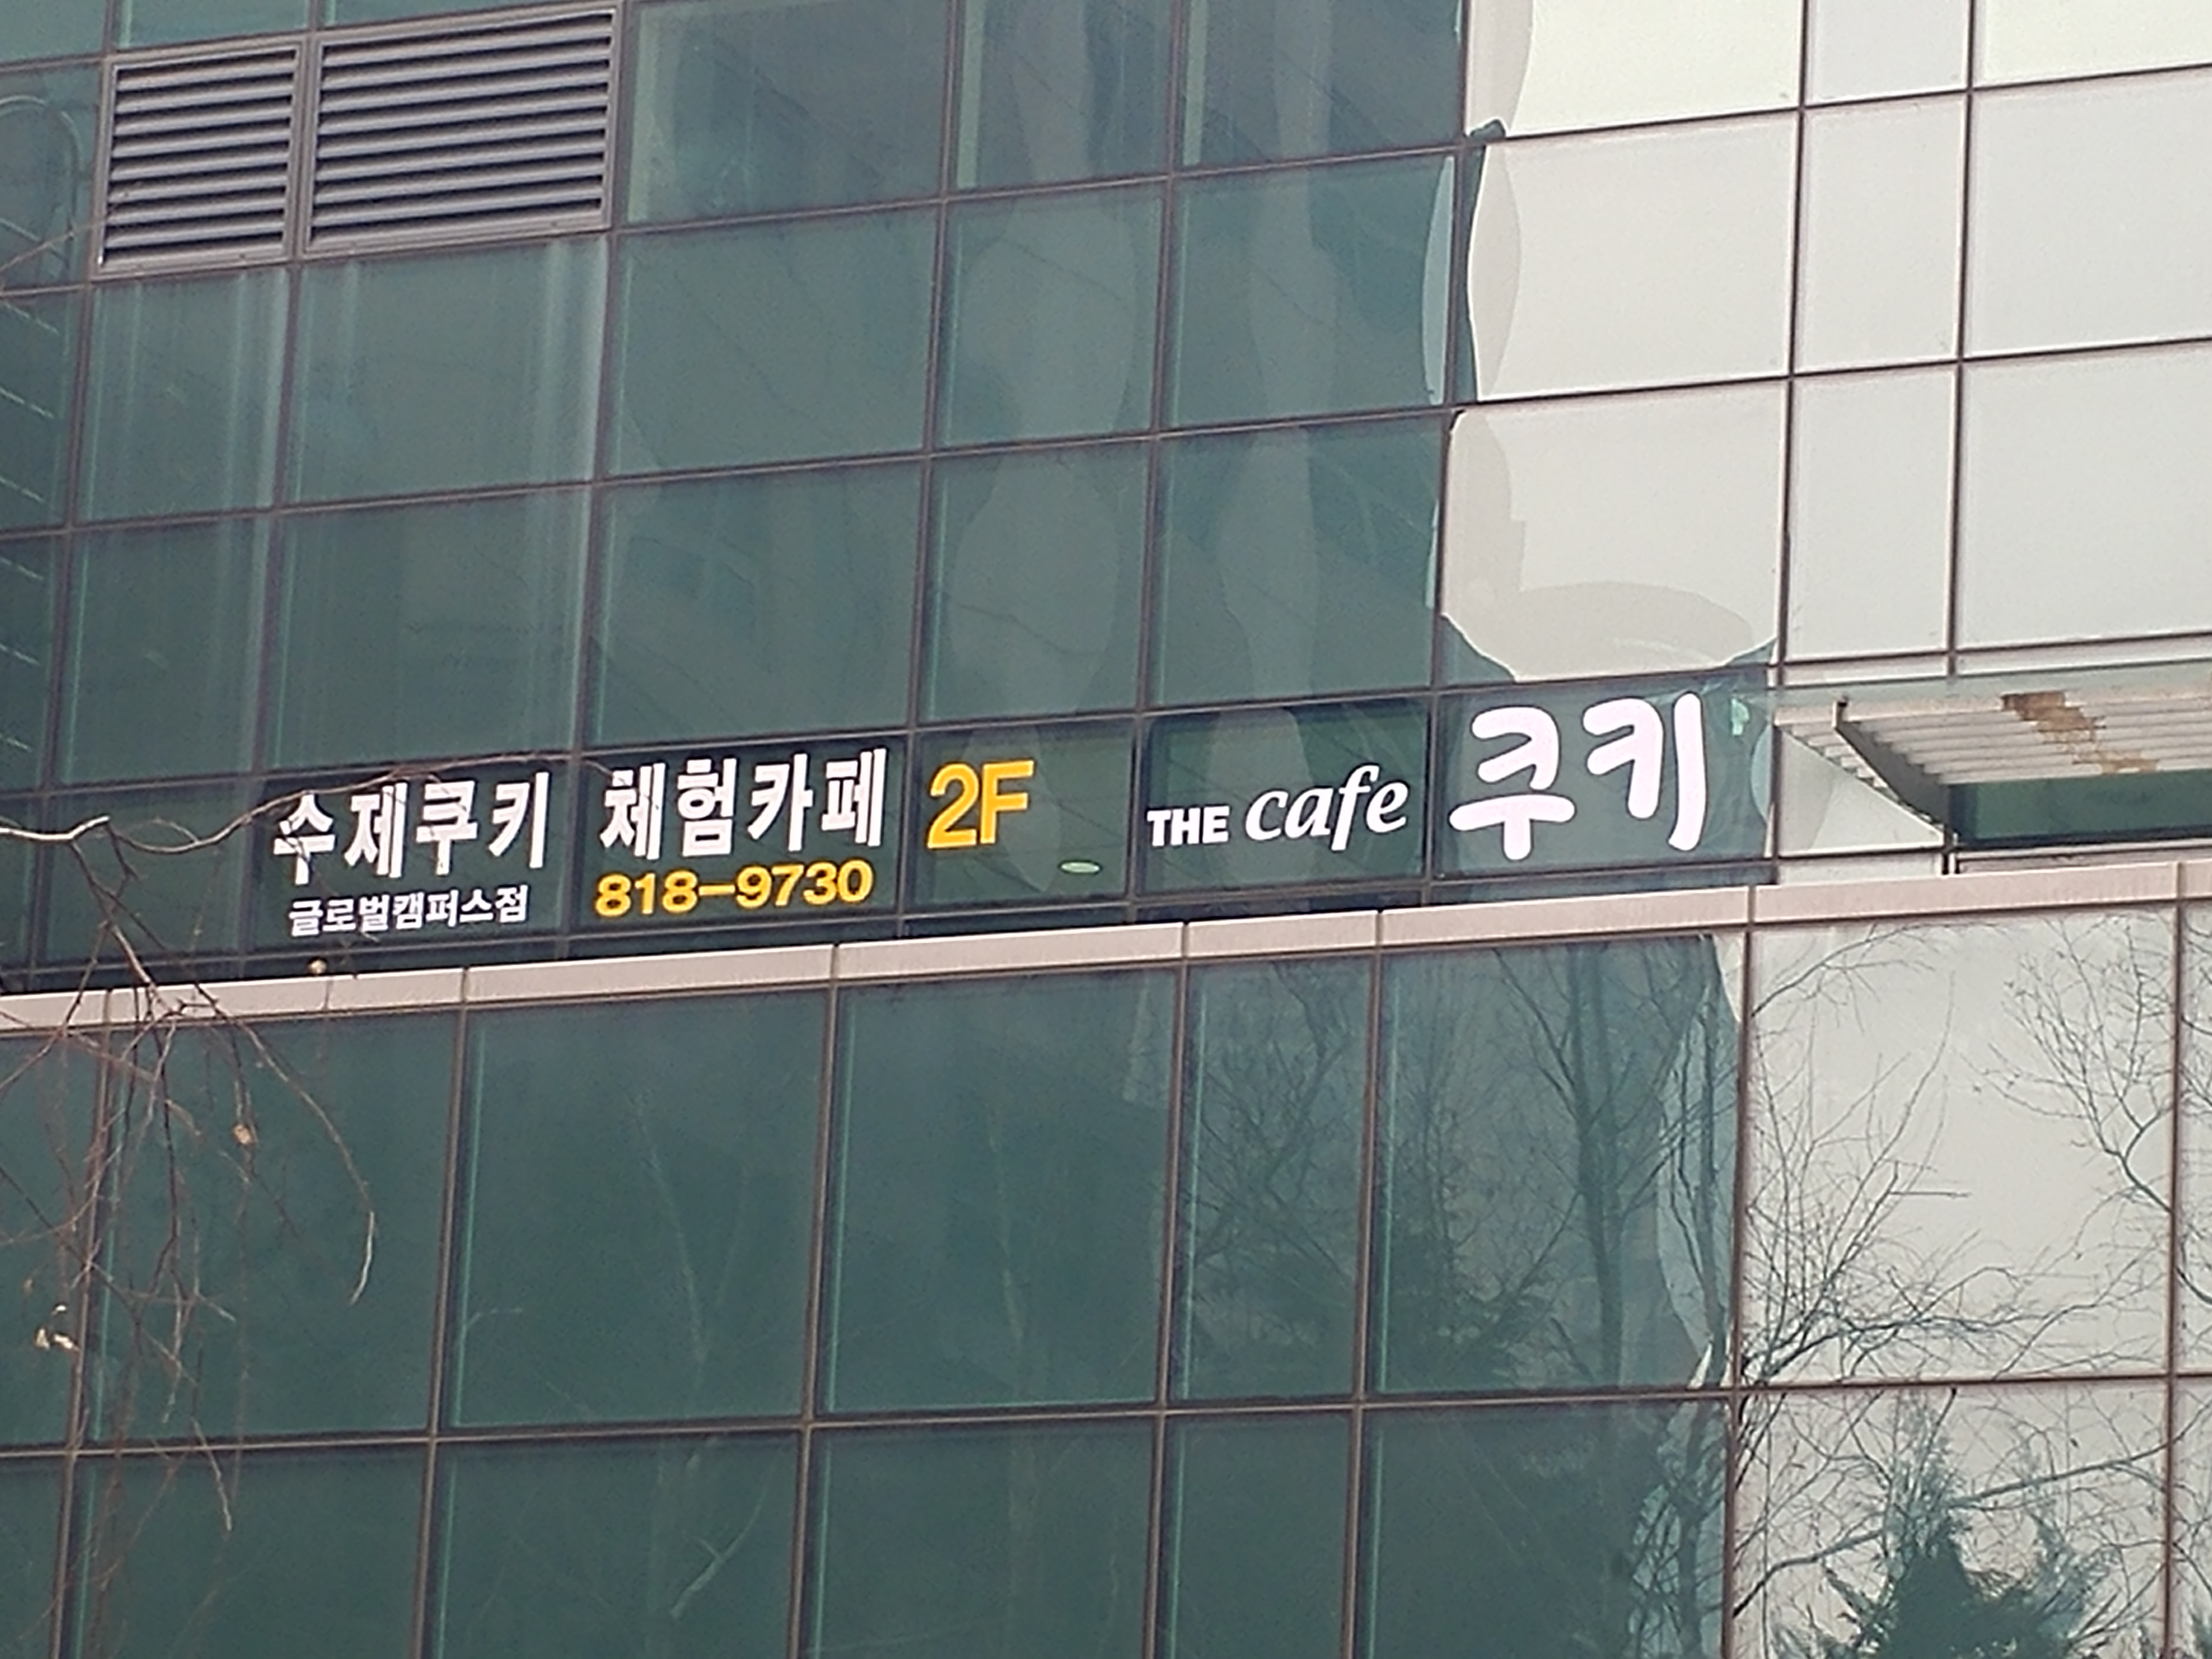 수제쿠키 체험카페 2F THE cafe 쿠키
글로벌캠퍼스점 818-9730